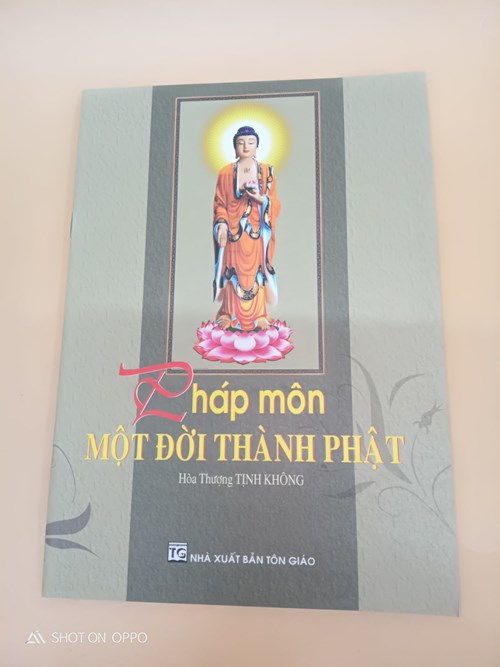 Pháp môn
MỘT ĐỜI THÀNH PHẬT
Hòa Thượng TỊNH KHÔNG
TG NHÀ XUẤT BẢN TÔN GIÁO
SHOT ON OPPO